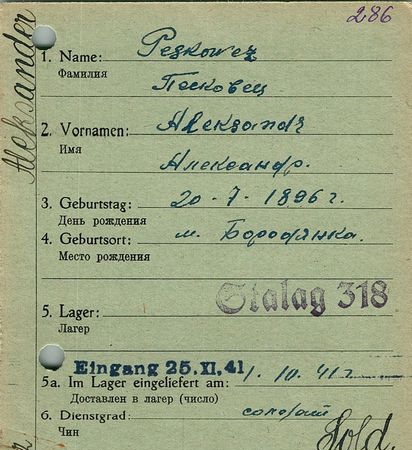 286
Aleksander
1. Name: Peskowez
Фамилия
Песковец
2. Vornamen: Aleksandr
Имя
Александр.
3. Geburtstag: 20-7-1896 г.
День рождения
4. Geburtsort: м. Бородянка.
Место рождения
Stalag 318
5. Lager:
Лагерь
Eingang 25. VI. 41
5a. Im Lager eingeliefert am: 1. 10. 41 г
Доставлен в лагерь (число)
6. Dienstgrad: солдат
Чин
Sold.